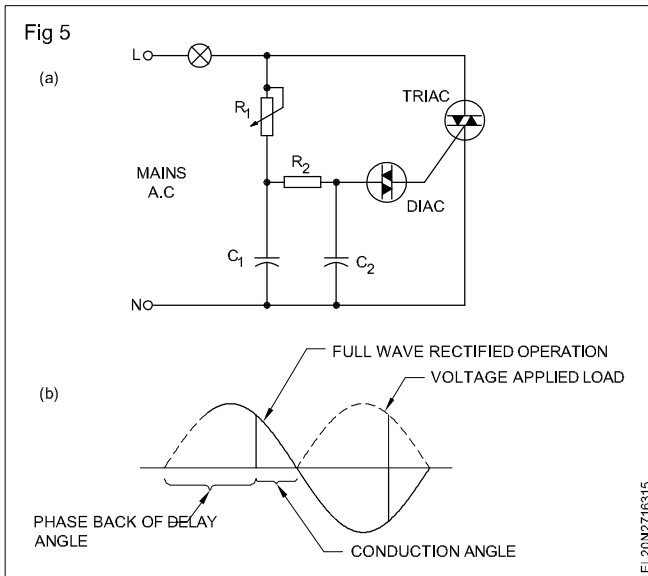 Fig 5
(a)
L
R1
TRIAC
MAINS
A.C
R2
DIAC
C1
C2
N
FULL WAVE RECTIFIED OPERATION
VOLTAGE APPLIED LOAD
(b)
PHASE BACK OF DELAY
ANGLE
CONDUCTION ANGLE
EL20N2716315